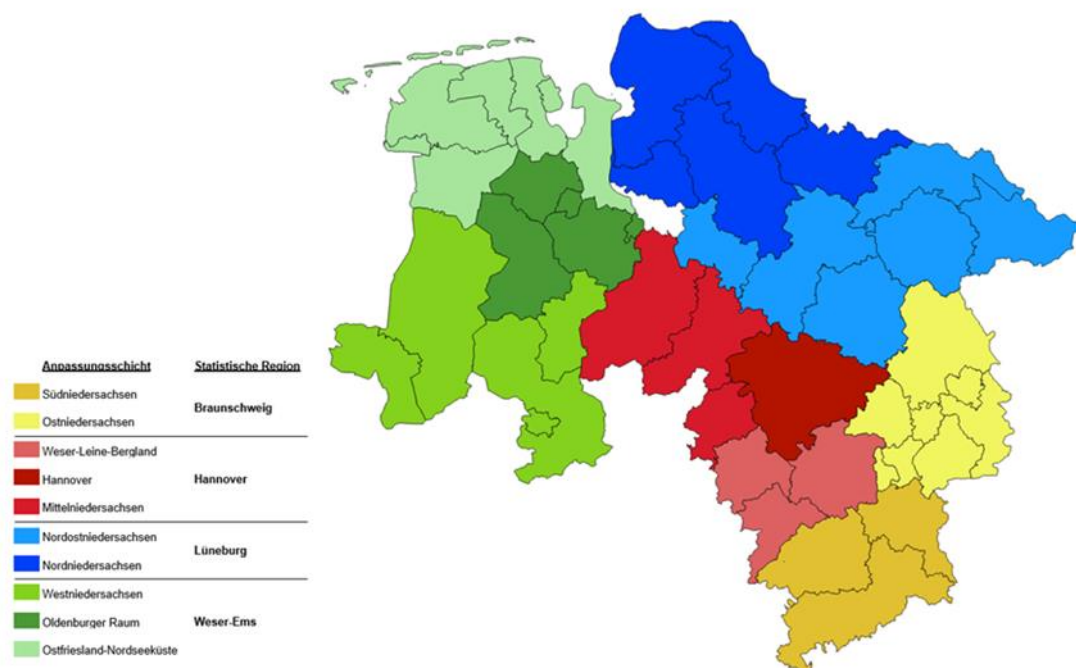 Anpassungsschicht Statistische Region
Südniedersachsen
Braunschweig
Ostniedersachsen
Weser-Leine-Bergland
Hannover Hannover
Mittelniedersachsen
Nordostniedersachsen
Lüneburg
Nordniedersachsen
Westniedersachsen
Oldenburger Raum Weser-Ems
Ostfriesland-Nordseeküste